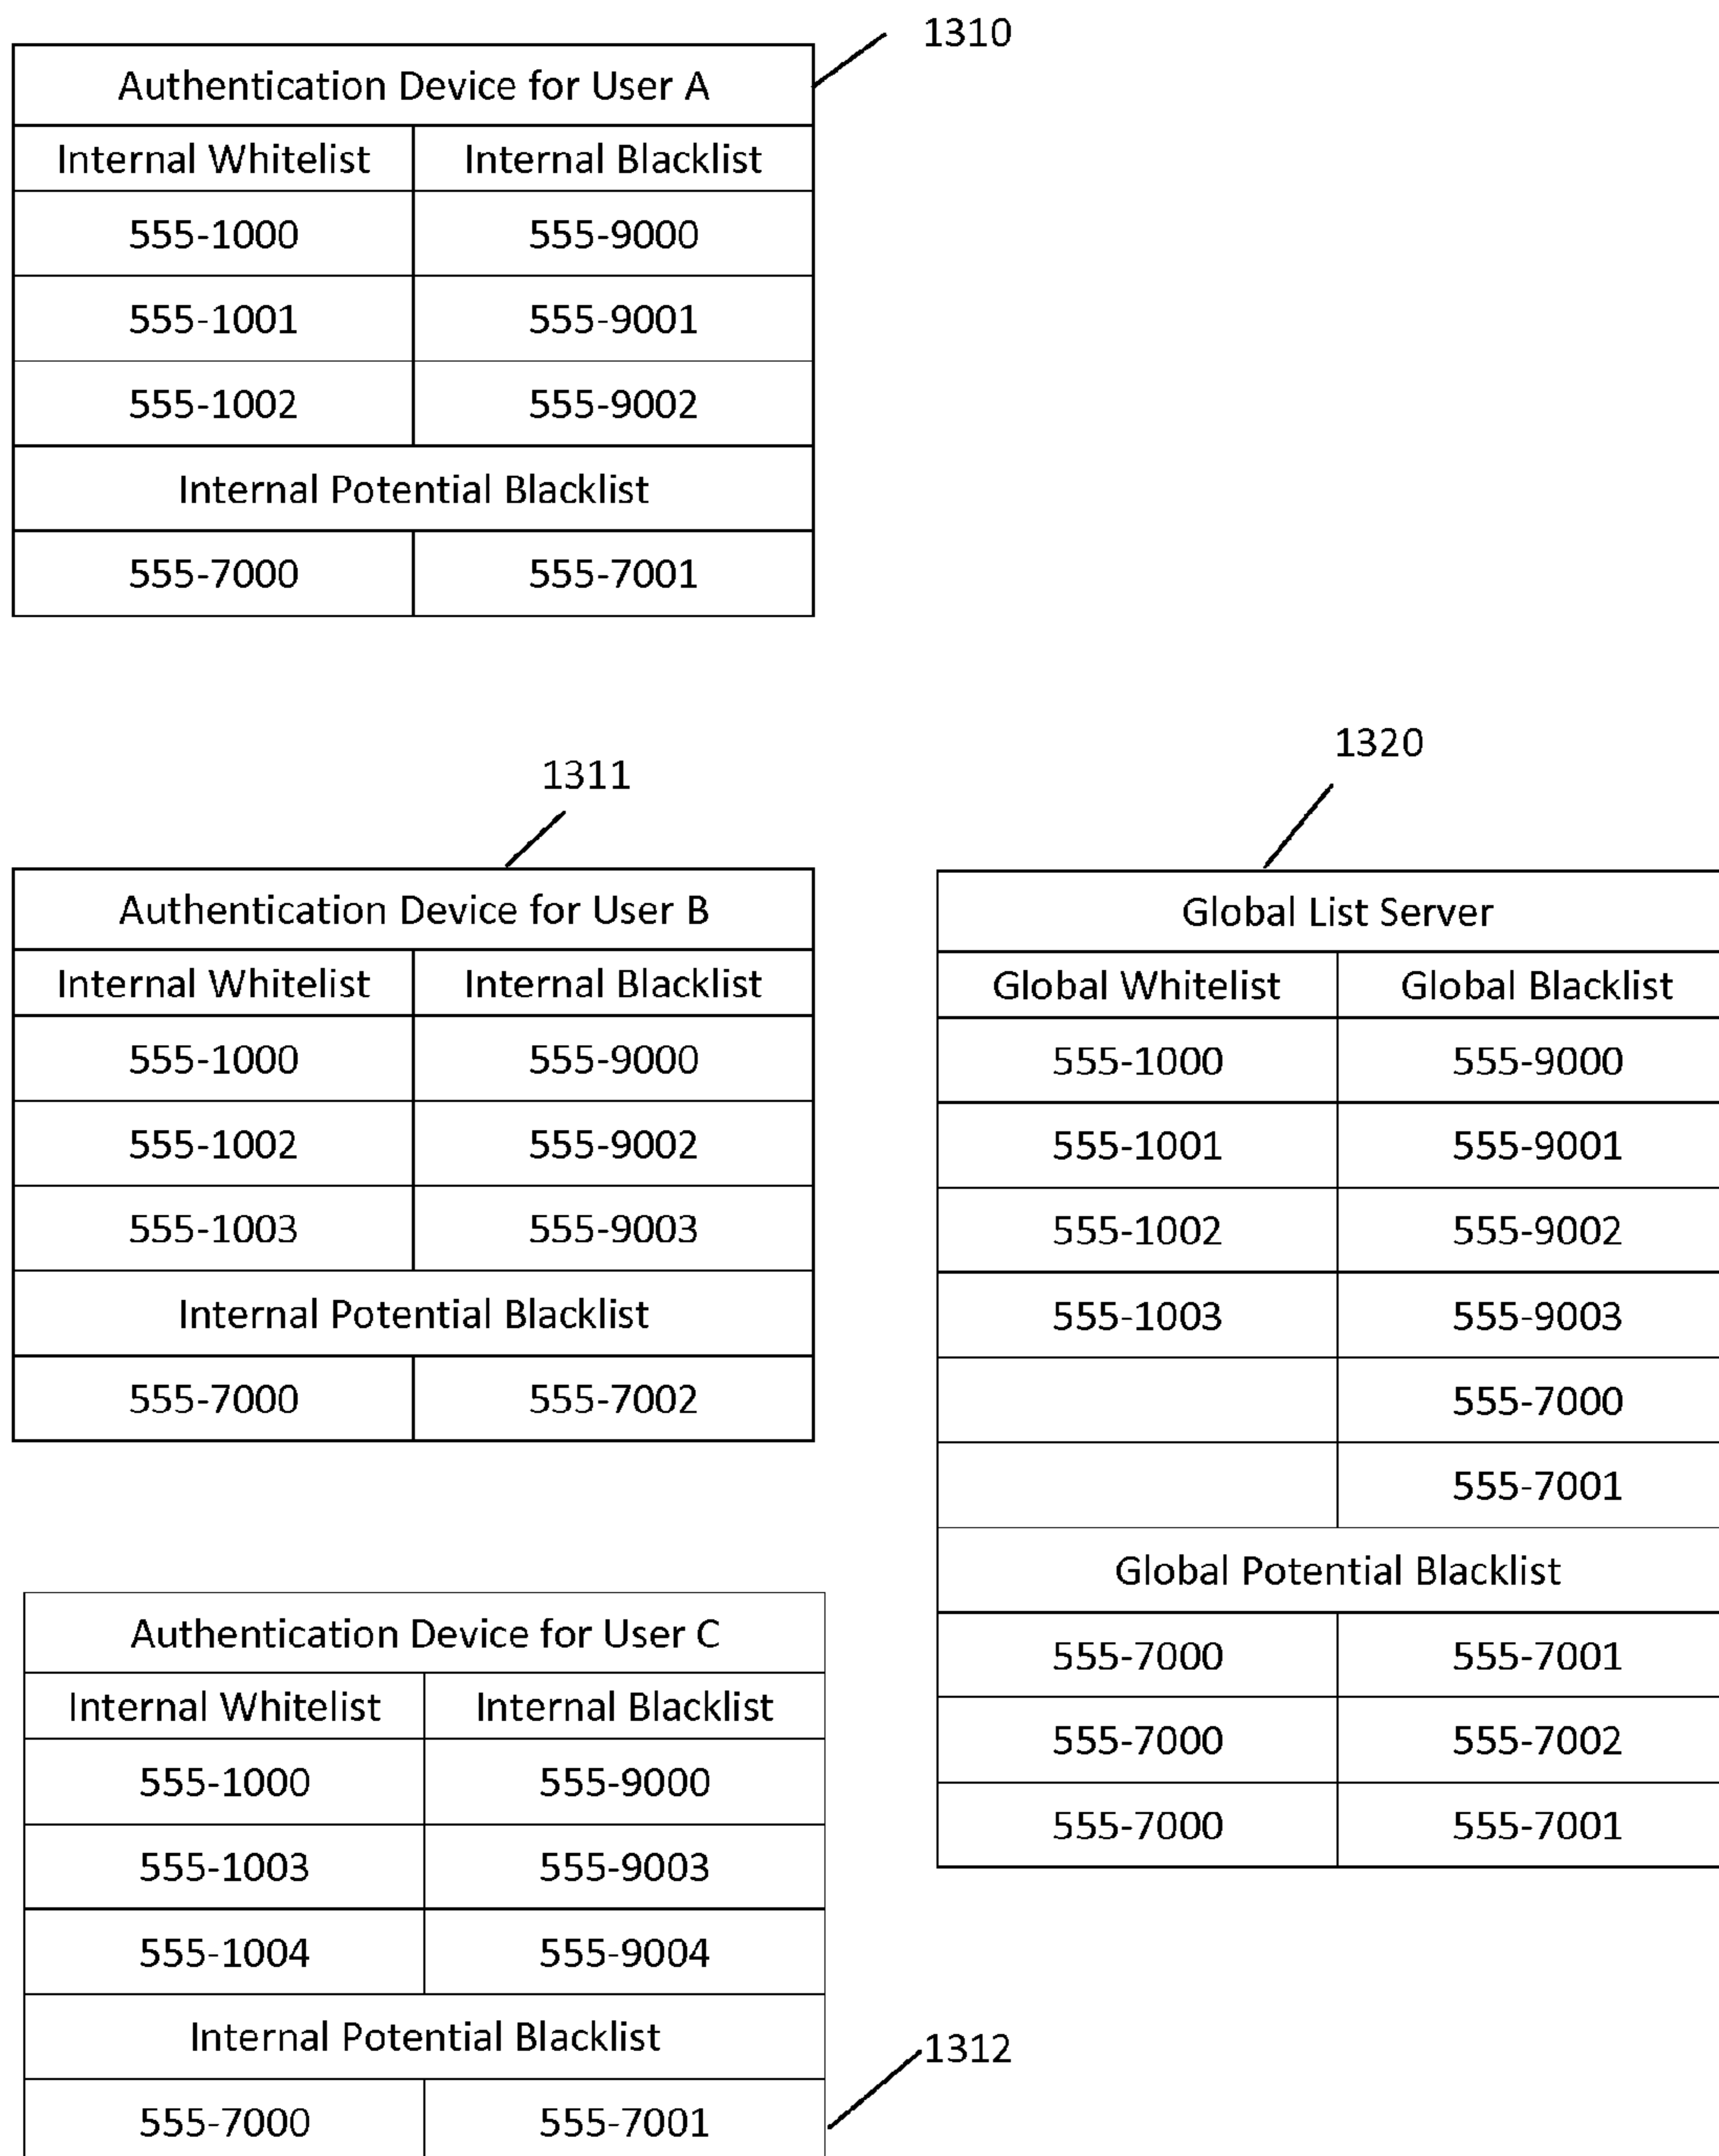 1310
Authentication Device for User A
Internal Whitelist Internal Blacklist
555-1000 555-9000
555-1001 555-9001
555-1002 555-9002
Internal Potential Blacklist
555-7000 555-7001
1311
Authentication Device for User B
Internal Whitelist Internal Blacklist
555-1000 555-9000
555-1002 555-9002
555-1003 555-9003
Internal Potential Blacklist
555-7000 555-7002
1320
Global List Server
Global Whitelist Global Blacklist
555-1000 555-9000
555-1001 555-9001
555-1002 555-9002
555-1003 555-9003
555-7000
555-7001
Global Potential Blacklist
555-7000 555-7001
555-7000 555-7002
555-7000 555-7001
Authentication Device for User C
Internal Whitelist Internal Blacklist
555-1000 555-9000
555-1003 555-9003
555-1004 555-9004
Internal Potential Blacklist
555-7000 555-7001
1312